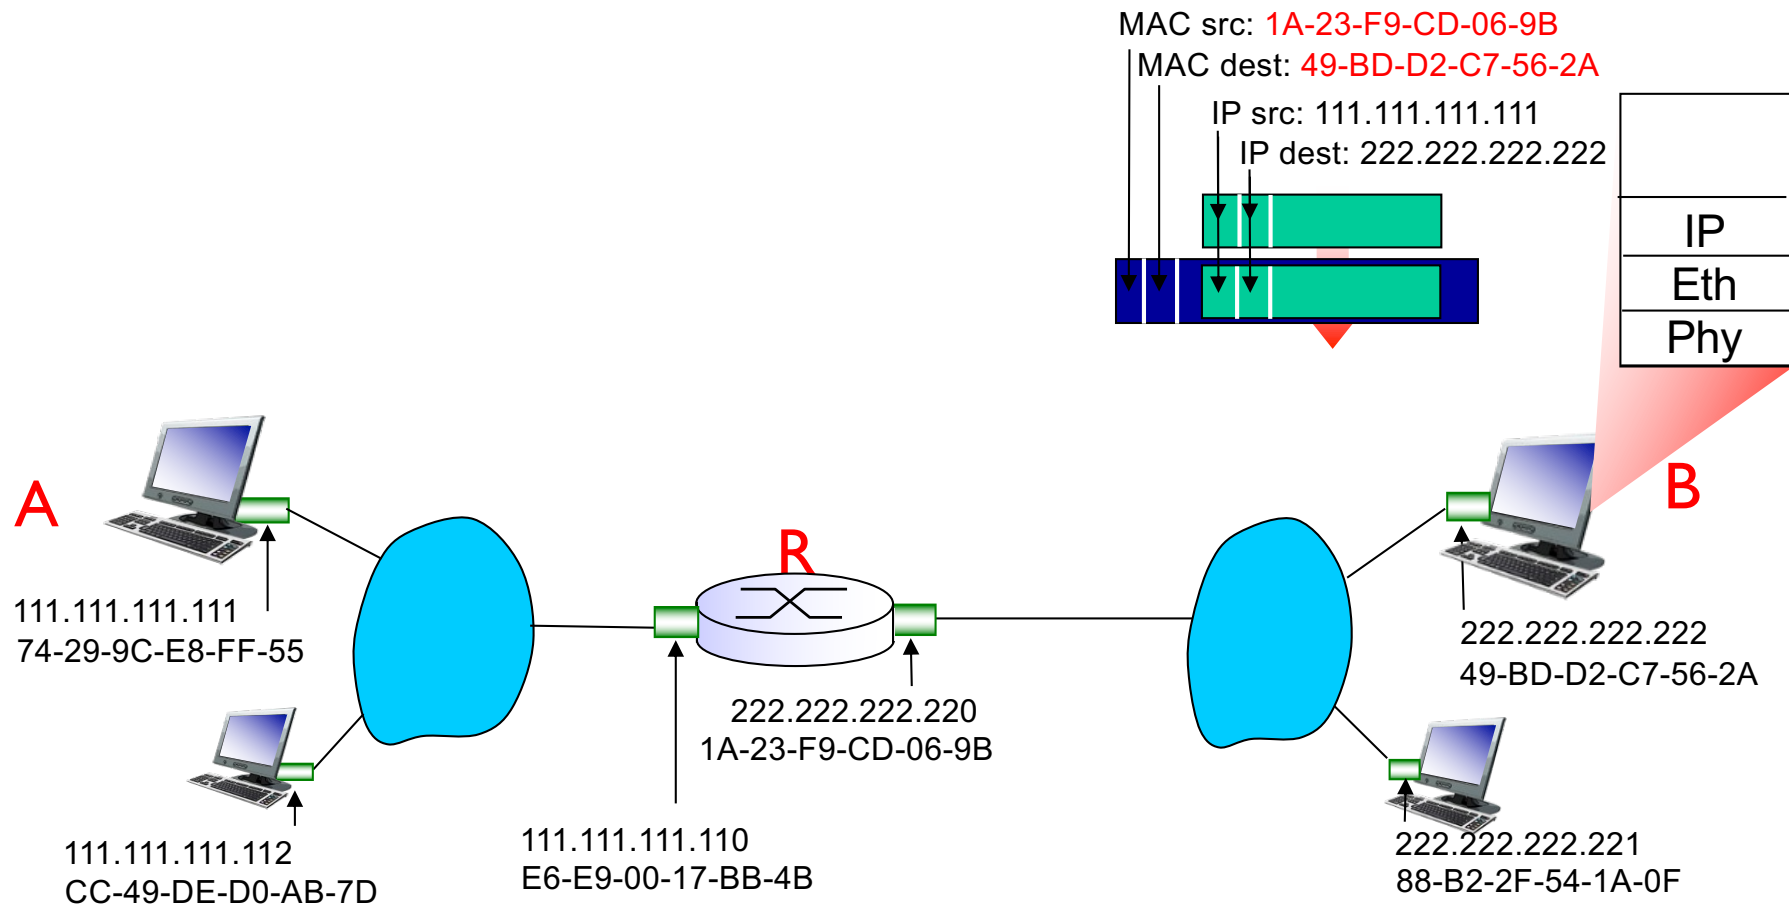 MAC src: 1A-23-F9-CD-06-9B
MAC dest: 49-BD-D2-C7-56-2A
IP src: 111.111.111.111
IP dest: 222.222.222.222
IP
Eth
Phy
A
R
B
111.111.111.111
74-29-9C-E8-FF-55
222.222.222.222
49-BD-D2-C7-56-2A
222.222.222.220
1A-23-F9-CD-06-9B
111.111.111.112
CC-49-DE-D0-AB-7D
111.111.111.110
E6-E9-00-17-BB-4B
222.222.222.221
88-B2-2F-54-1A-0F